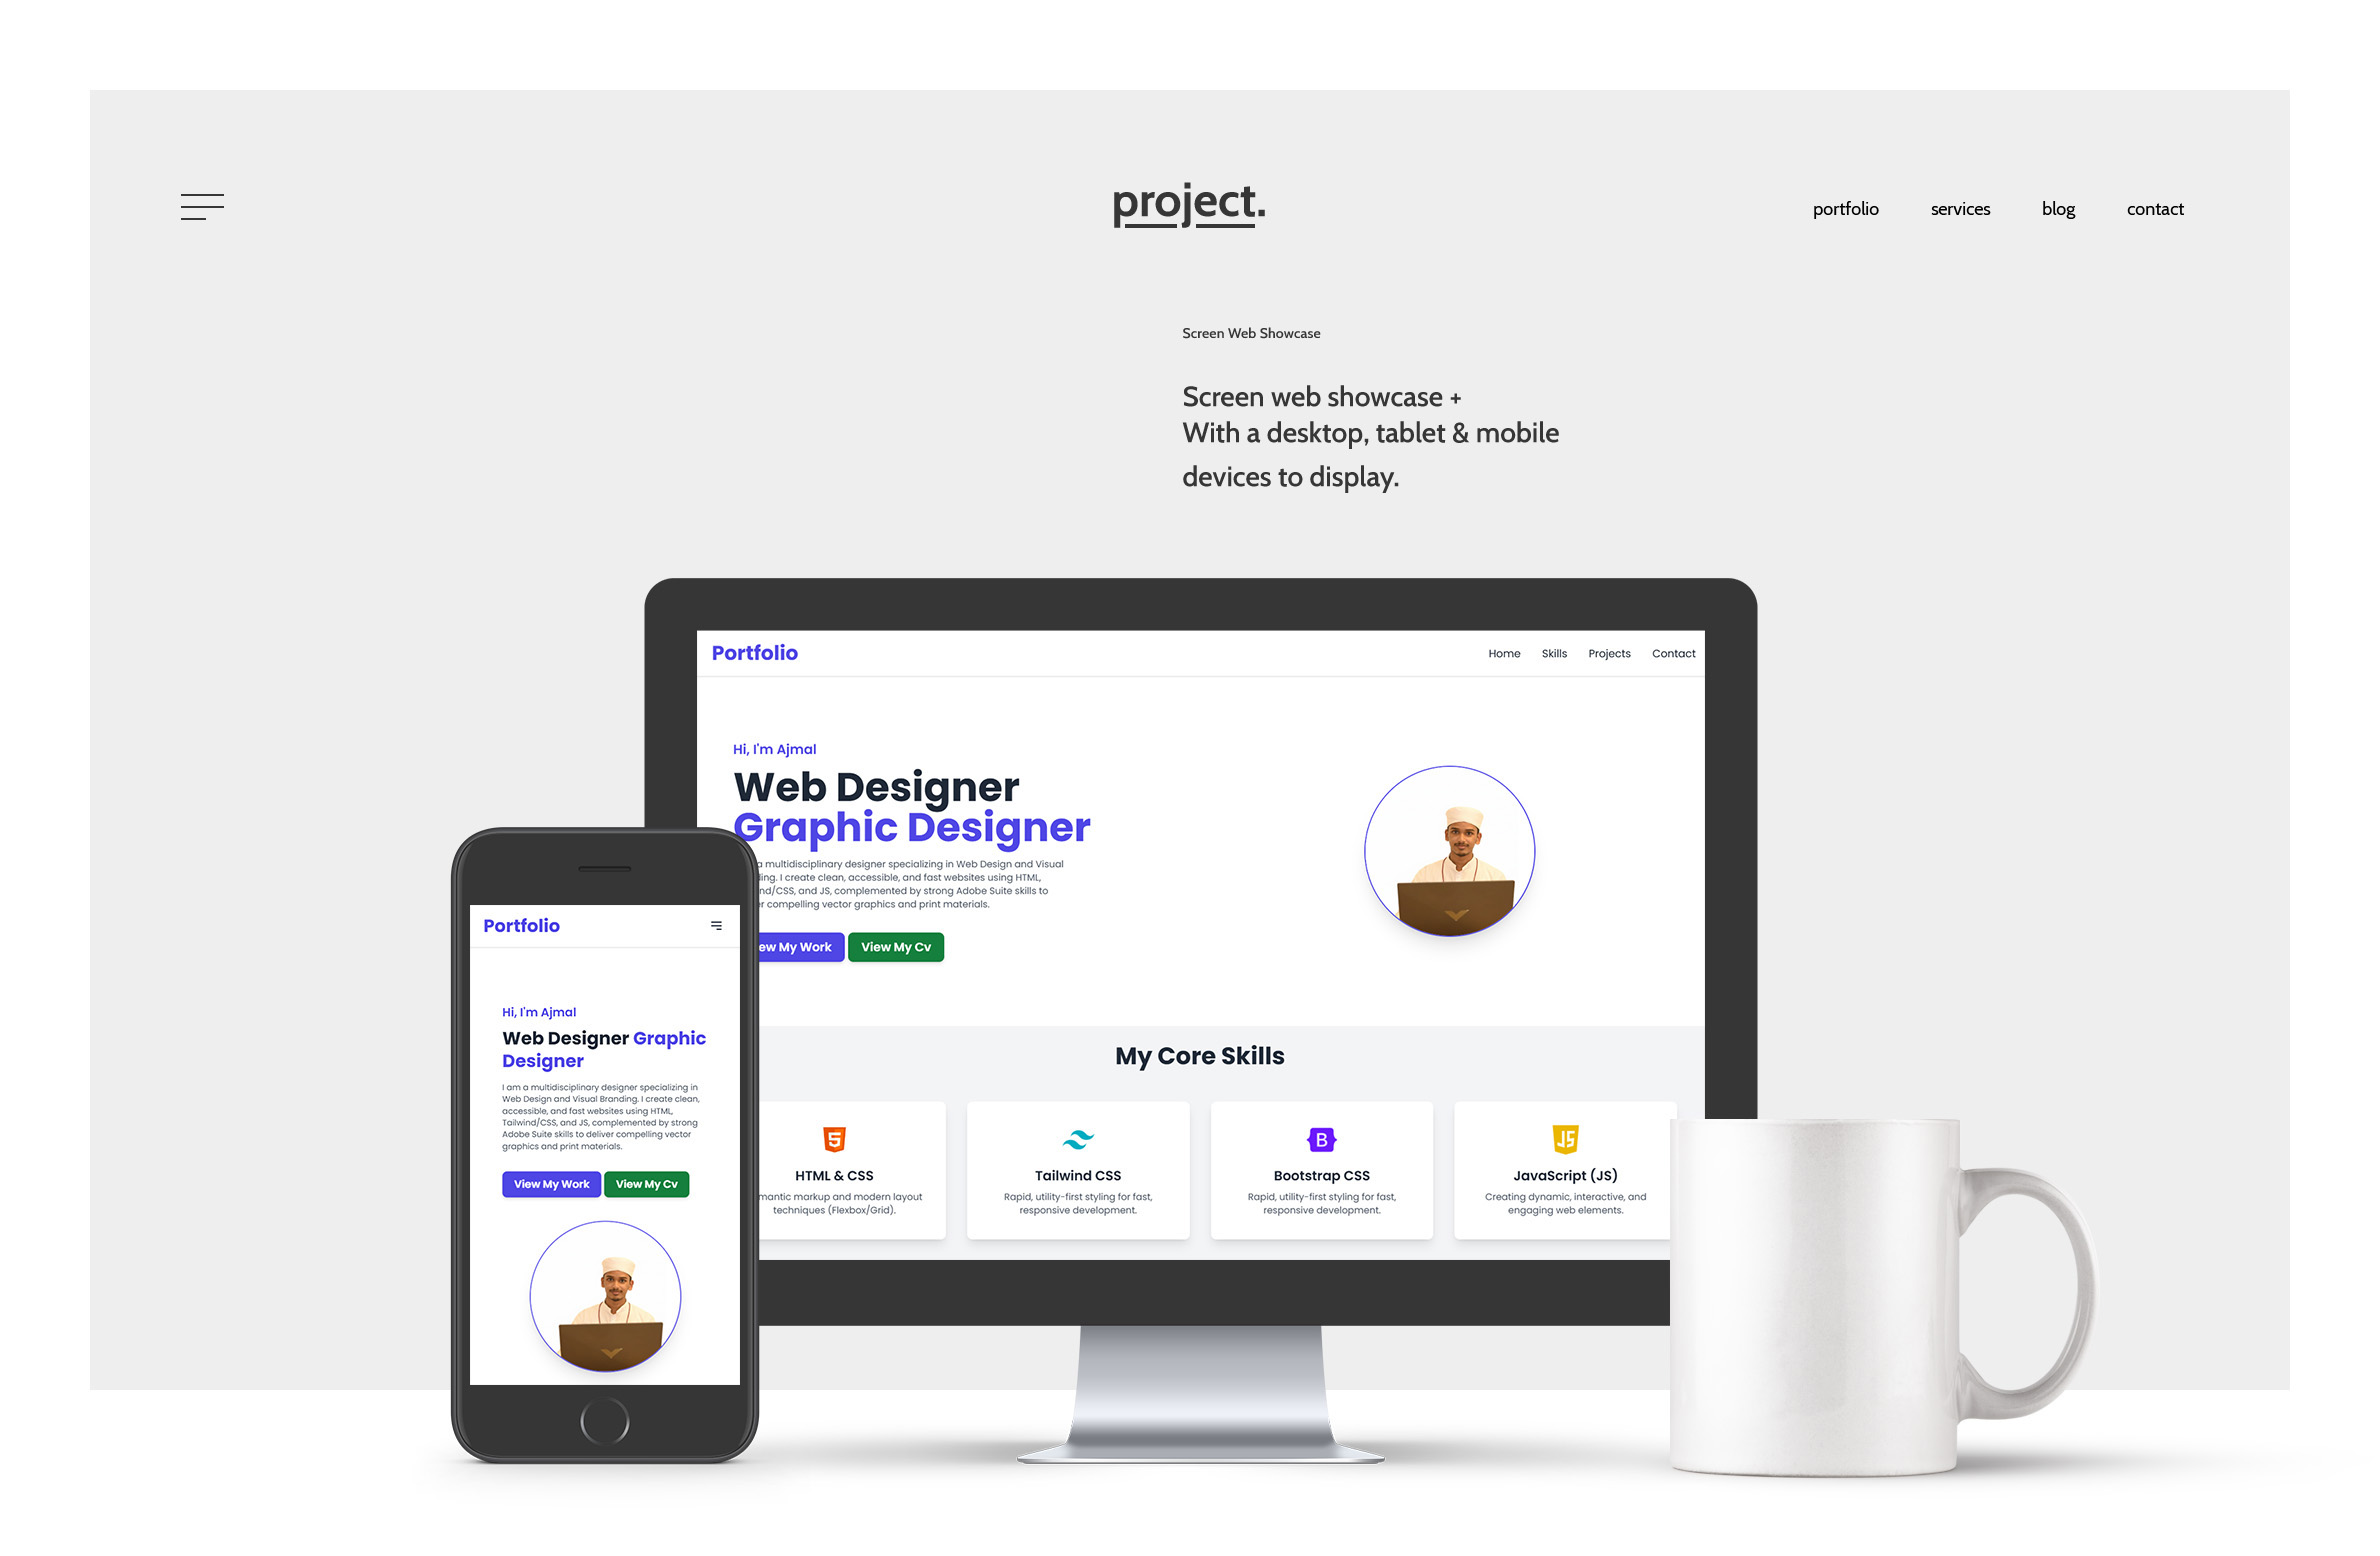 project.
portfolio services blog contact
Screen Web Showcase
Screen web showcase +
With a desktop, tablet & mobile
devices to display.
Portfolio
Home Skills Projects Contact
Hi, I'm Ajmal
Web Designer
Graphic Designer
a multidisciplinary designer specializing in Web Design and Visual
ing. I create clean, accessible, and fast websites using HTML,
nd/CSS, and JS, complemented by strong Adobe Suite skills to
r compelling vector graphics and print materials.
ew My Work View My Cv
My Core Skills
HTML & CSS
mantic markup and modern layout
techniques (Flexbox/Grid).
Tailwind CSS
Rapid, utility-first styling for fast,
responsive development.
B
Bootstrap CSS
Rapid, utility-first styling for fast,
responsive development.
JS
JavaScript (JS)
Creating dynamic, interactive, and
engaging web elements.
Portfolio
Hi, I'm Ajmal
Web Designer Graphic
Designer
I am a multidisciplinary designer specializing in
Web Design and Visual Branding. I create clean,
accessible, and fast websites using HTML,
Tailwind/CSS, and JS, complemented by strong
Adobe Suite skills to deliver compelling vector
graphics and print materials.
View My Work View My Cv